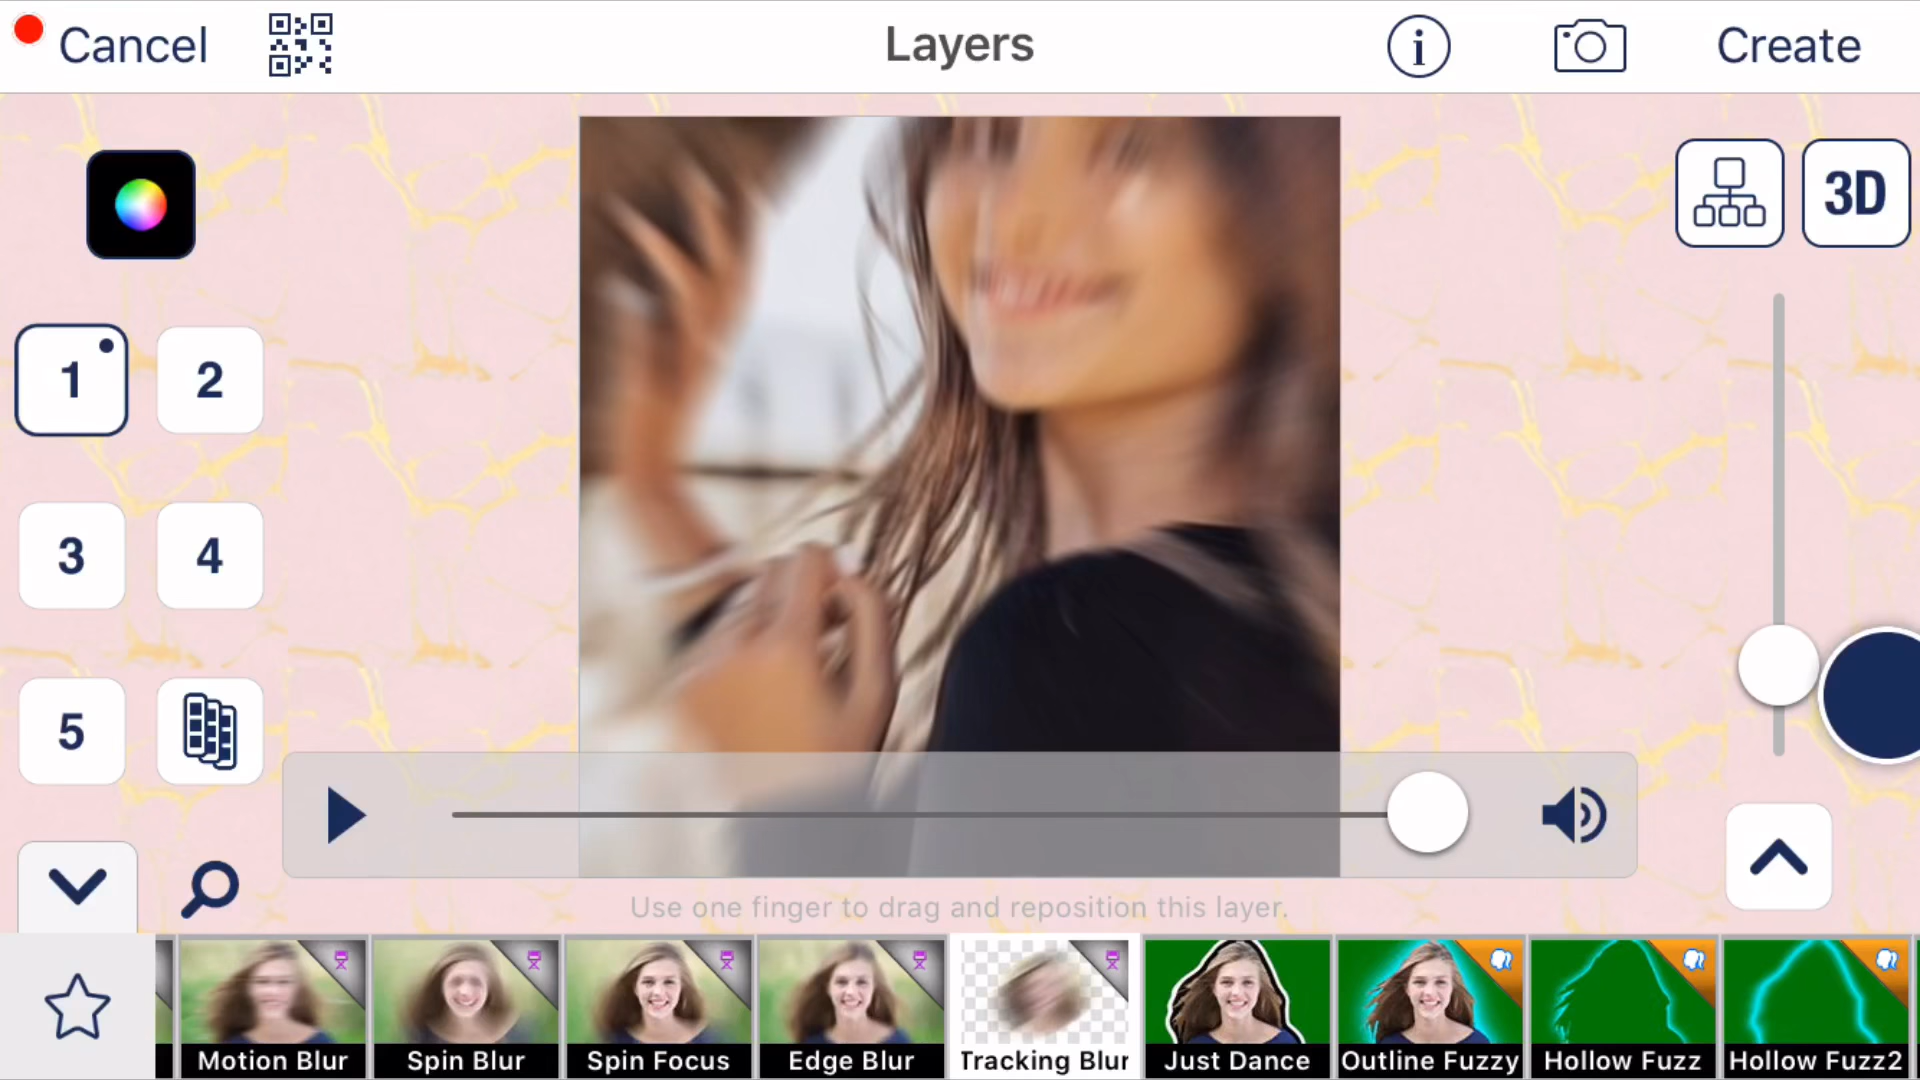 Cancel
Layers
i
Create
3D
1
2
3
4
5
Use one finger to drag and reposition this layer.
Motion Blur
Spin Blur
Spin Focus
Edge Blur
Tracking Blur
Just Dance
Outline Fuzzy
Hollow Fuzz
Hollow Fuzz2